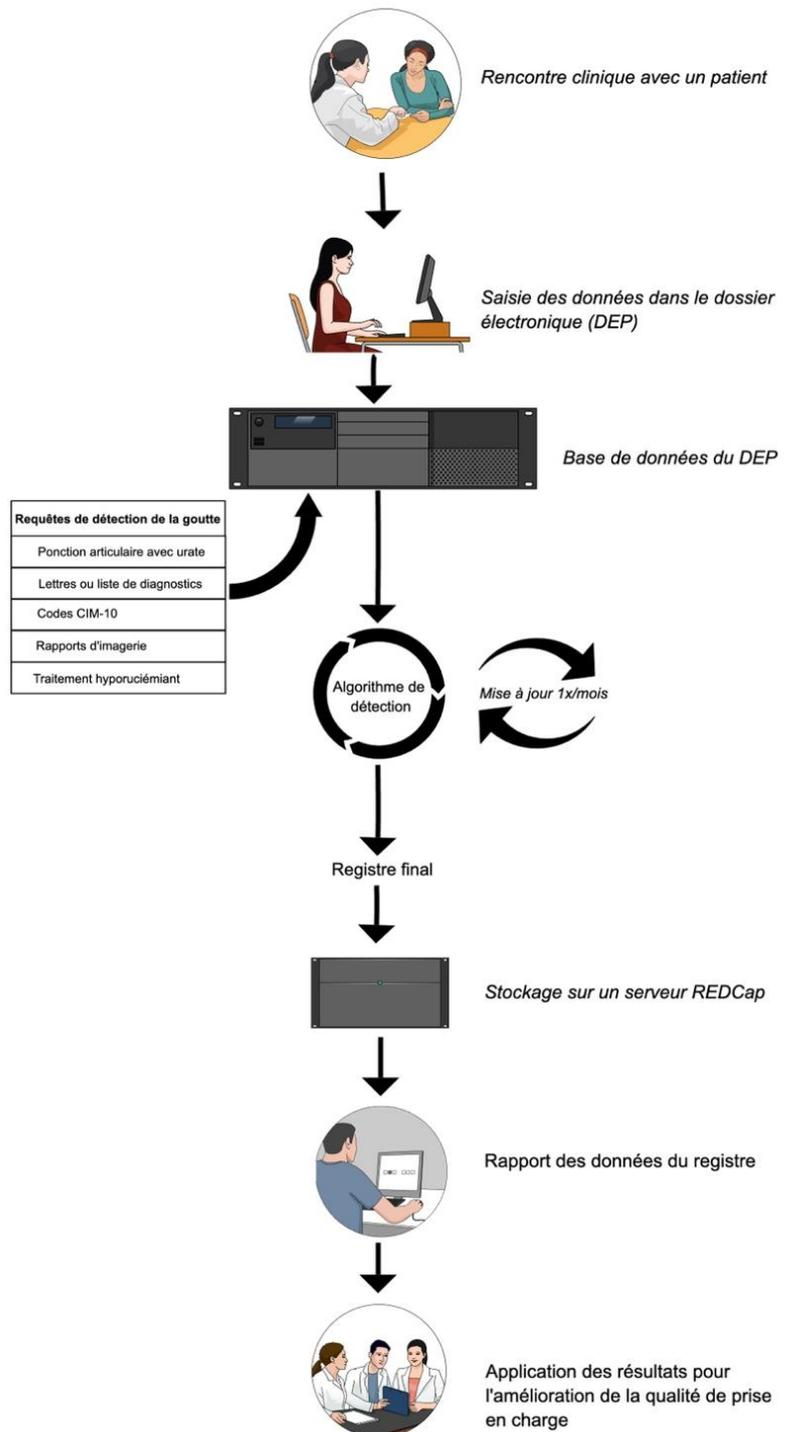 Rencontre clinique avec un patient
Saisie des données dans le dossier
électronique (DEP)
Base de données du DEP
Requêtes de détection de la goutte
Ponction articulaire avec urate
Lettres ou liste de diagnostics
Codes CIM-10
Rapports d'imagerie
Traitement hyporuciémiant
Algorithme de
détection
Mise à jour 1x/mois
Registre final
Stockage sur un serveur REDCap
Rapport des données du registre
Application des résultats pour
l'amélioration de la qualité de prise
en charge